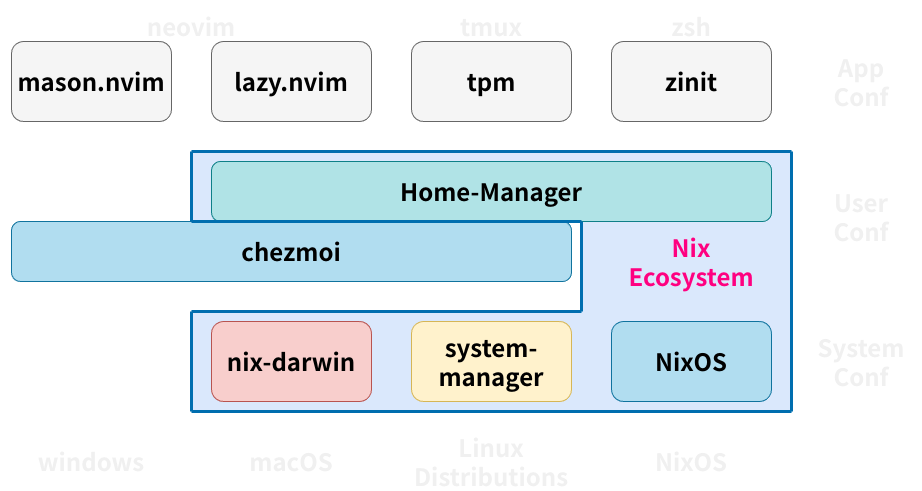 neovim
tmux
zsh
mason.nvim
lazy.nvim
tpm
zinit
App
Conf
Home-Manager
User
Conf
chezmoi
Nix
Ecosystem
nix-darwin
system-
manager
NixOS
System
Conf
windows
macOS
Linux
Distributions
NixOS